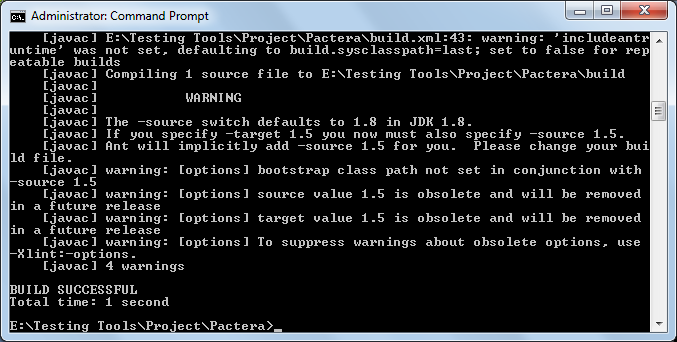 Administrator: Command Prompt
[javac] E:\Testing Tools\Project\Pactera\build.xml:43: warning: 'includeantr
untime' was not set, defaulting to build.sysclasspath=last; set to false for rep
eatable builds
[javac] Compiling 1 source file to E:\Testing Tools\Project\Pactera\build
[javac]
[javac]          WARNING
[javac]
[javac] The -source switch defaults to 1.8 in JDK 1.8.
[javac] If you specify -target 1.5 you now must also specify -source 1.5.
[javac] Ant will implicitly add -source 1.5 for you.  Please change your bui
ld file.
[javac] warning: [options] bootstrap class path not set in conjunction with
-source 1.5
[javac] warning: [options] source value 1.5 is obsolete and will be removed
in a future release
[javac] warning: [options] target value 1.5 is obsolete and will be removed
in a future release
[javac] warning: [options] To suppress warnings about obsolete options, use
-Xlint:-options.
[javac] 4 warnings
BUILD SUCCESSFUL
Total time: 1 second
E:\Testing Tools\Project\Pactera>_